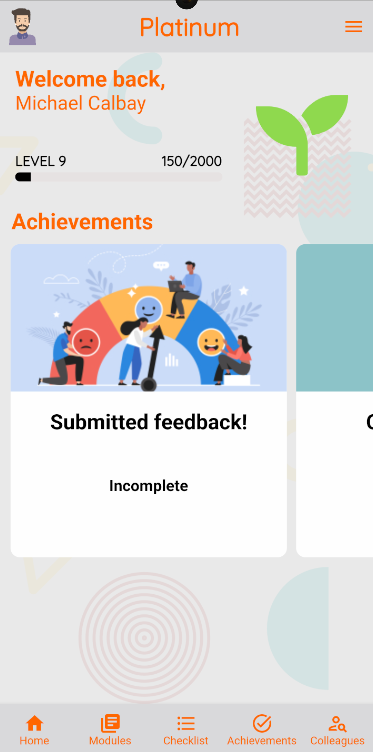 Platinum
Welcome back,
Michael Calbay
LEVEL 9 150/2000
Achievements
Submitted feedback!
Incomplete
Home Modules Checklist Achievements Colleagues